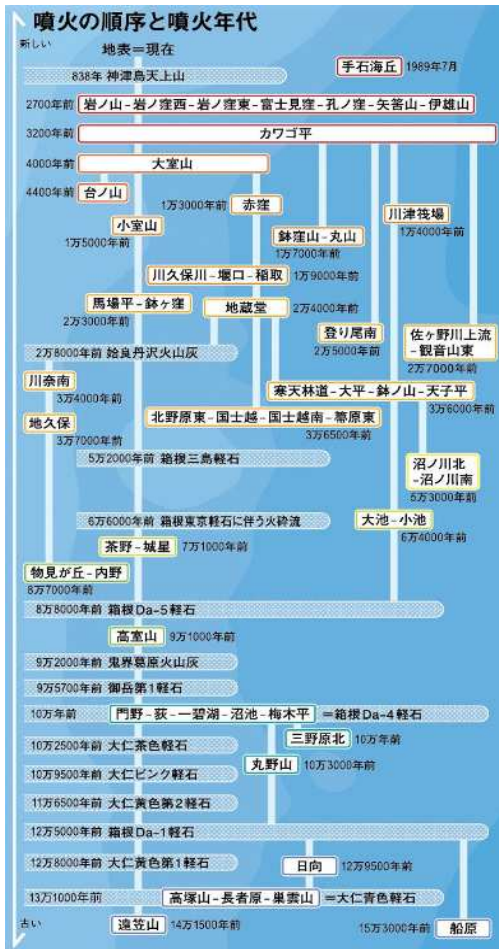 噴火の順序と噴火年代
新しい
地表＝現在
手石海丘 1989年7月
838年 神津島天上山
2700年前 岩ノ山－岩ノ窪西－岩ノ窪東－富士見窪－孔ノ窪－矢筈山－伊雄山
3200年前 カワゴ平
4000年前 大室山
4400年前 台ノ山
1万3000年前 赤窪
小室山
1万5000年前
鉢窪山－丸山
1万7000年前
川津筏場
1万4000年前
川久保川－堰口－稲取 1万9000年前
馬場平－鉢ヶ窪
2万3000年前
地蔵堂 2万4000年前
登り尾南
2万5000年前
佐ヶ野川上流
－観音山東
2万7000年前
2万8000年前 姶良丹沢火山灰
川奈南
3万4000年前
寒天林道－大平－鉢ノ山－天子平
3万6000年前
地久保
3万7000年前
北野原東－国士越－国士越南－箒原東
3万6500年前
5万2000年前 箱根三島軽石
沼ノ川北
－沼ノ川南
5万3000年前
6万6000年前 箱根東京軽石に伴う火砕流
大池－小池
6万4000年前
茶野－城星 7万1000年前
物見が丘－内野
8万7000年前
8万8000年前 箱根Da-5軽石
高室山 9万1000年前
9万2000年前 鬼界葛原火山灰
9万5700年前 御岳第1軽石
10万年前 門野－荻－一碧湖－沼池－梅木平 ＝箱根Da-4軽石
三野原北 10万年前
10万2500年前 大仁茶色軽石
丸野山 10万3000年前
10万9500年前 大仁ピンク軽石
11万6500年前 大仁黄色第2軽石
12万5000年前 箱根Da-1軽石
12万8000年前 大仁黄色第1軽石
日向 12万9500年前
13万1000年前 高塚山－長者原－巣雲山 ＝大仁青色軽石
古い
遠笠山 14万1500年前
15万3000年前 船原